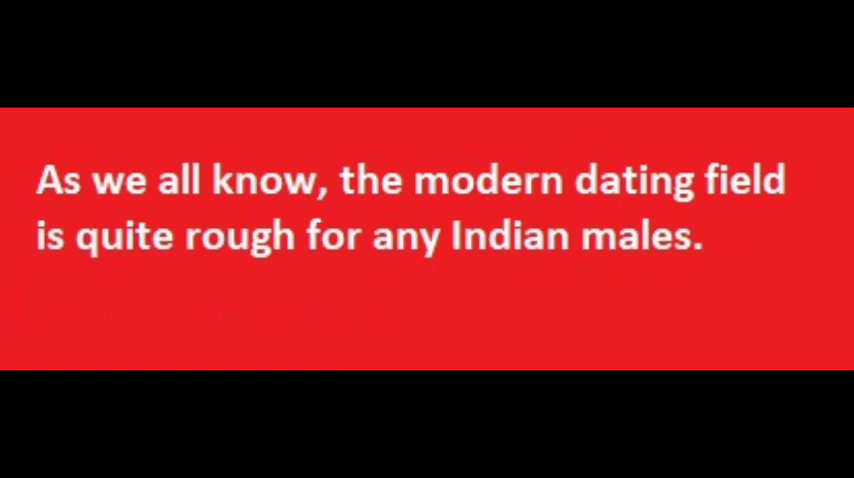 As we all know, the modern dating field
is quite rough for any Indian males.